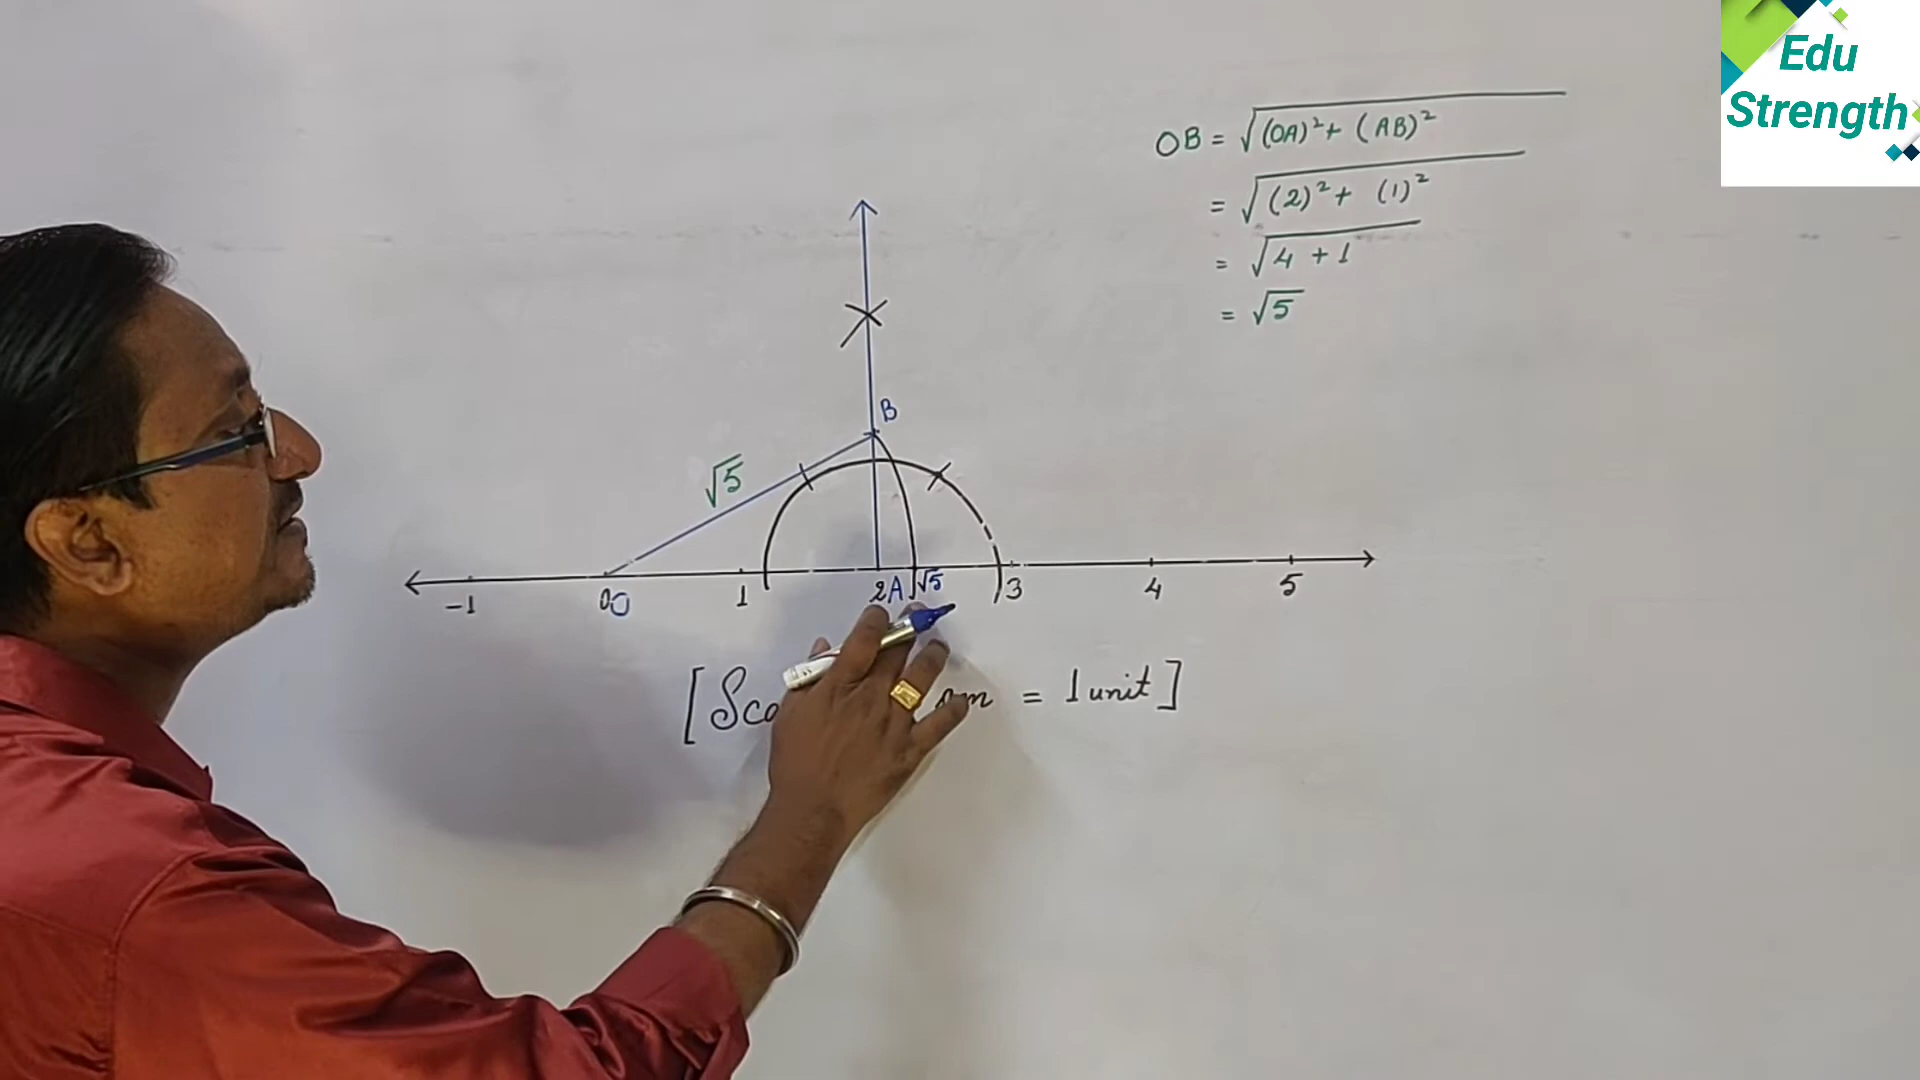 Edu
Strength
OB = √(OA)² + (AB)²
= √(2)² + (1)²
= √4 + 1
= √5
B
√5
-1 0 O 1 2 A √5 3 4 5
[ = 1 unit]